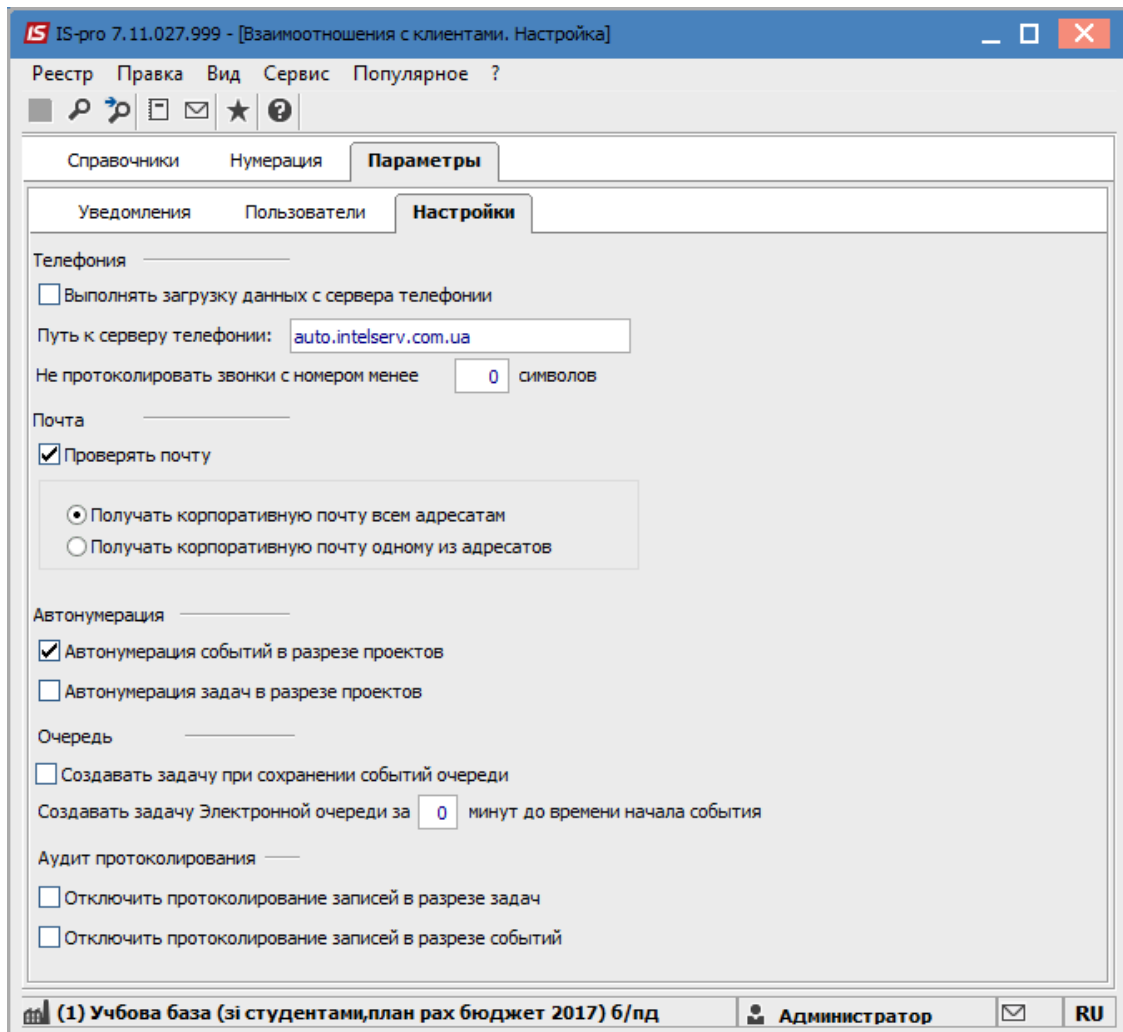 IS IS-pro 7.11.027.999 - [Взаимоотношения с клиентами. Настройка]
Реестр Правка Вид Сервис Популярное ?
Справочники Нумерация Параметры
Уведомления Пользователи Настройки
Телефония
Выполнять загрузку данных с сервера телефонии
Путь к серверу телефонии: auto.intelserv.com.ua
Не протоколировать звонки с номером менее 0 символов
Почта
Проверять почту
Получать корпоративную почту всем адресатам
Получать корпоративную почту одному из адресатов
Автонумерация
Автонумерация событий в разрезе проектов
Автонумерация задач в разрезе проектов
Очередь
Создавать задачу при сохранении событий очереди
Создавать задачу Электронной очереди за 0 минут до времени начала события
Аудит протоколирования
Отключить протоколирование записей в разрезе задач
Отключить протоколирование записей в разрезе событий
(1) Учбова база (зі студентами,план рах бюджет 2017) б/пд Администратор RU